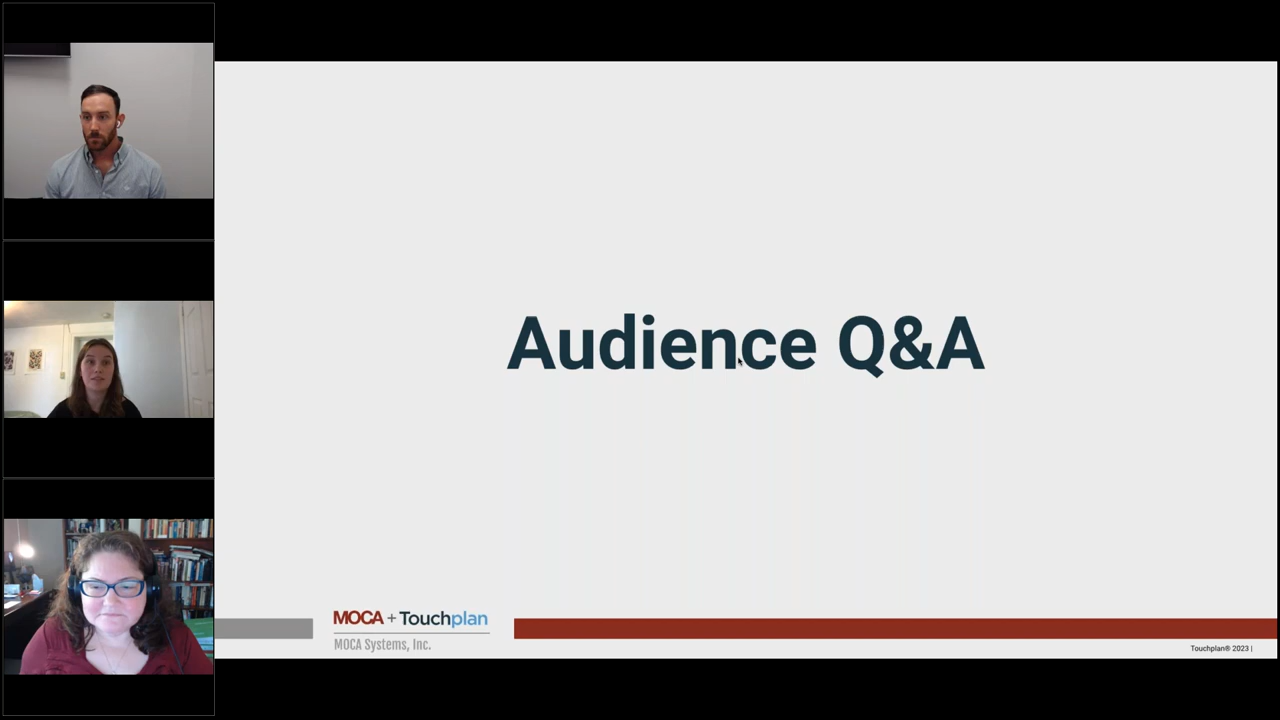 Audience Q&A
MOCA + Touchplan
MOCA Systems, Inc.
Touchplan® 2023 |